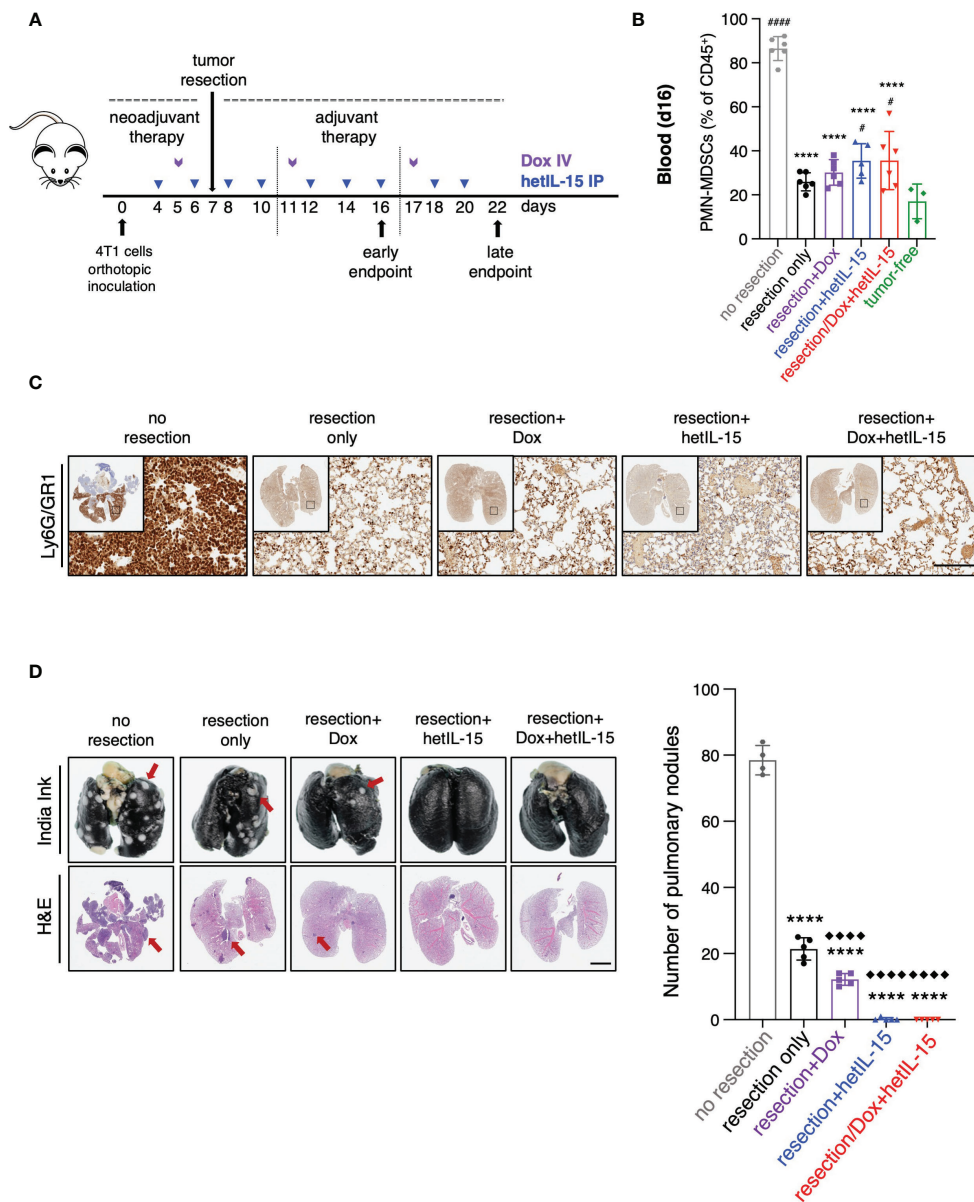 A
tumor
resection
neoadjuvant
therapy
adjuvant
therapy
Dox IV
hetIL-15 IP
0 4 5 6 7 8 10 11 12 14 16 17 18 20 22 days
4T1 cells
orthotopic
inoculation
early
endpoint
late
endpoint
B
Blood (d16)
PMN-MDSCs (% of CD45+)
100
80
60
40
20
0
####
****
****
****
#
****
#
no resection
resection only
resection+Dox
resection+hetIL-15
resection/Dox+hetIL-15
tumor-free
C
no
resection
resection
only
resection+
Dox
resection+
hetIL-15
resection+
Dox+hetIL-15
Ly6G/GR1
D
no
resection
resection
only
resection+
Dox
resection+
hetIL-15
resection+
Dox+hetIL-15
India Ink
H&E
Number of pulmonary nodules
100
80
60
40
20
0
****
◆◆◆◆
****
◆◆◆◆
****
◆◆◆◆
****
no resection
resection only
resection+Dox
resection+hetIL-15
resection/Dox+hetIL-15